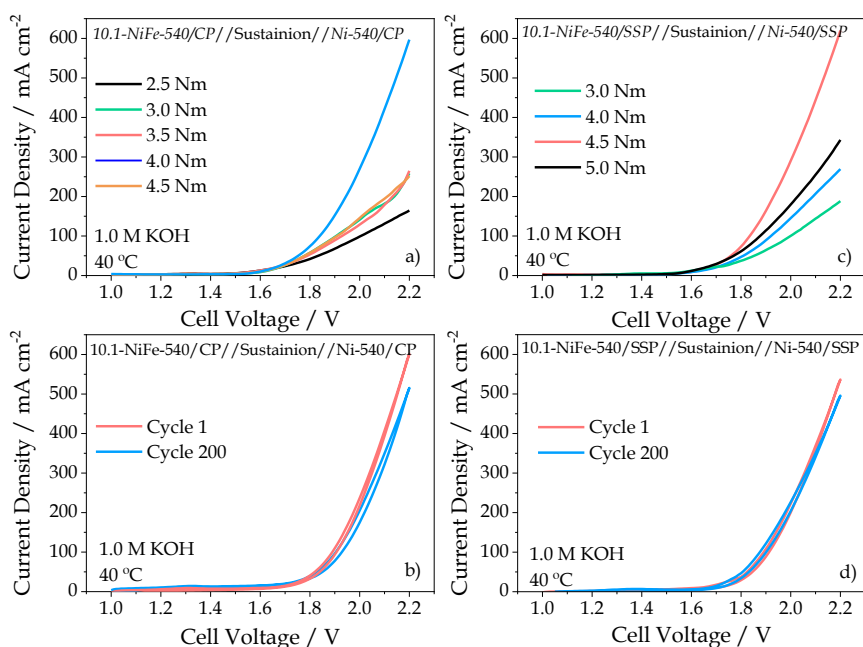 10.1-NiFe-540/CP//Sustainion//Ni-540/CP
600
500
400
300
200
100
0
Current Density / mA cm-2
2.5 Nm
3.0 Nm
3.5 Nm
4.0 Nm
4.5 Nm
1.0 M KOH
40 ºC
a)
1.0 1.2 1.4 1.6 1.8 2.0 2.2
Cell Voltage / V
10.1-NiFe-540/SSP//Sustainion//Ni-540/SSP
600
500
400
300
200
100
0
Current Density / mA cm-2
3.0 Nm
4.0 Nm
4.5 Nm
5.0 Nm
1.0 M KOH
40 ºC
c)
1.0 1.2 1.4 1.6 1.8 2.0 2.2
Cell Voltage / V
10.1-NiFe-540/CP//Sustainion//Ni-540/CP
600
500
400
300
200
100
0
Current Density / mA cm-2
Cycle 1
Cycle 200
1.0 M KOH
40 ºC
b)
1.0 1.2 1.4 1.6 1.8 2.0 2.2
Cell Voltage / V
10.1-NiFe-540/SSP//Sustainion//Ni-540/SSP
600
500
400
300
200
100
0
Current Density / mA cm-2
Cycle 1
Cycle 200
1.0 M KOH
40 ºC
d)
1.0 1.2 1.4 1.6 1.8 2.0 2.2
Cell Voltage / V